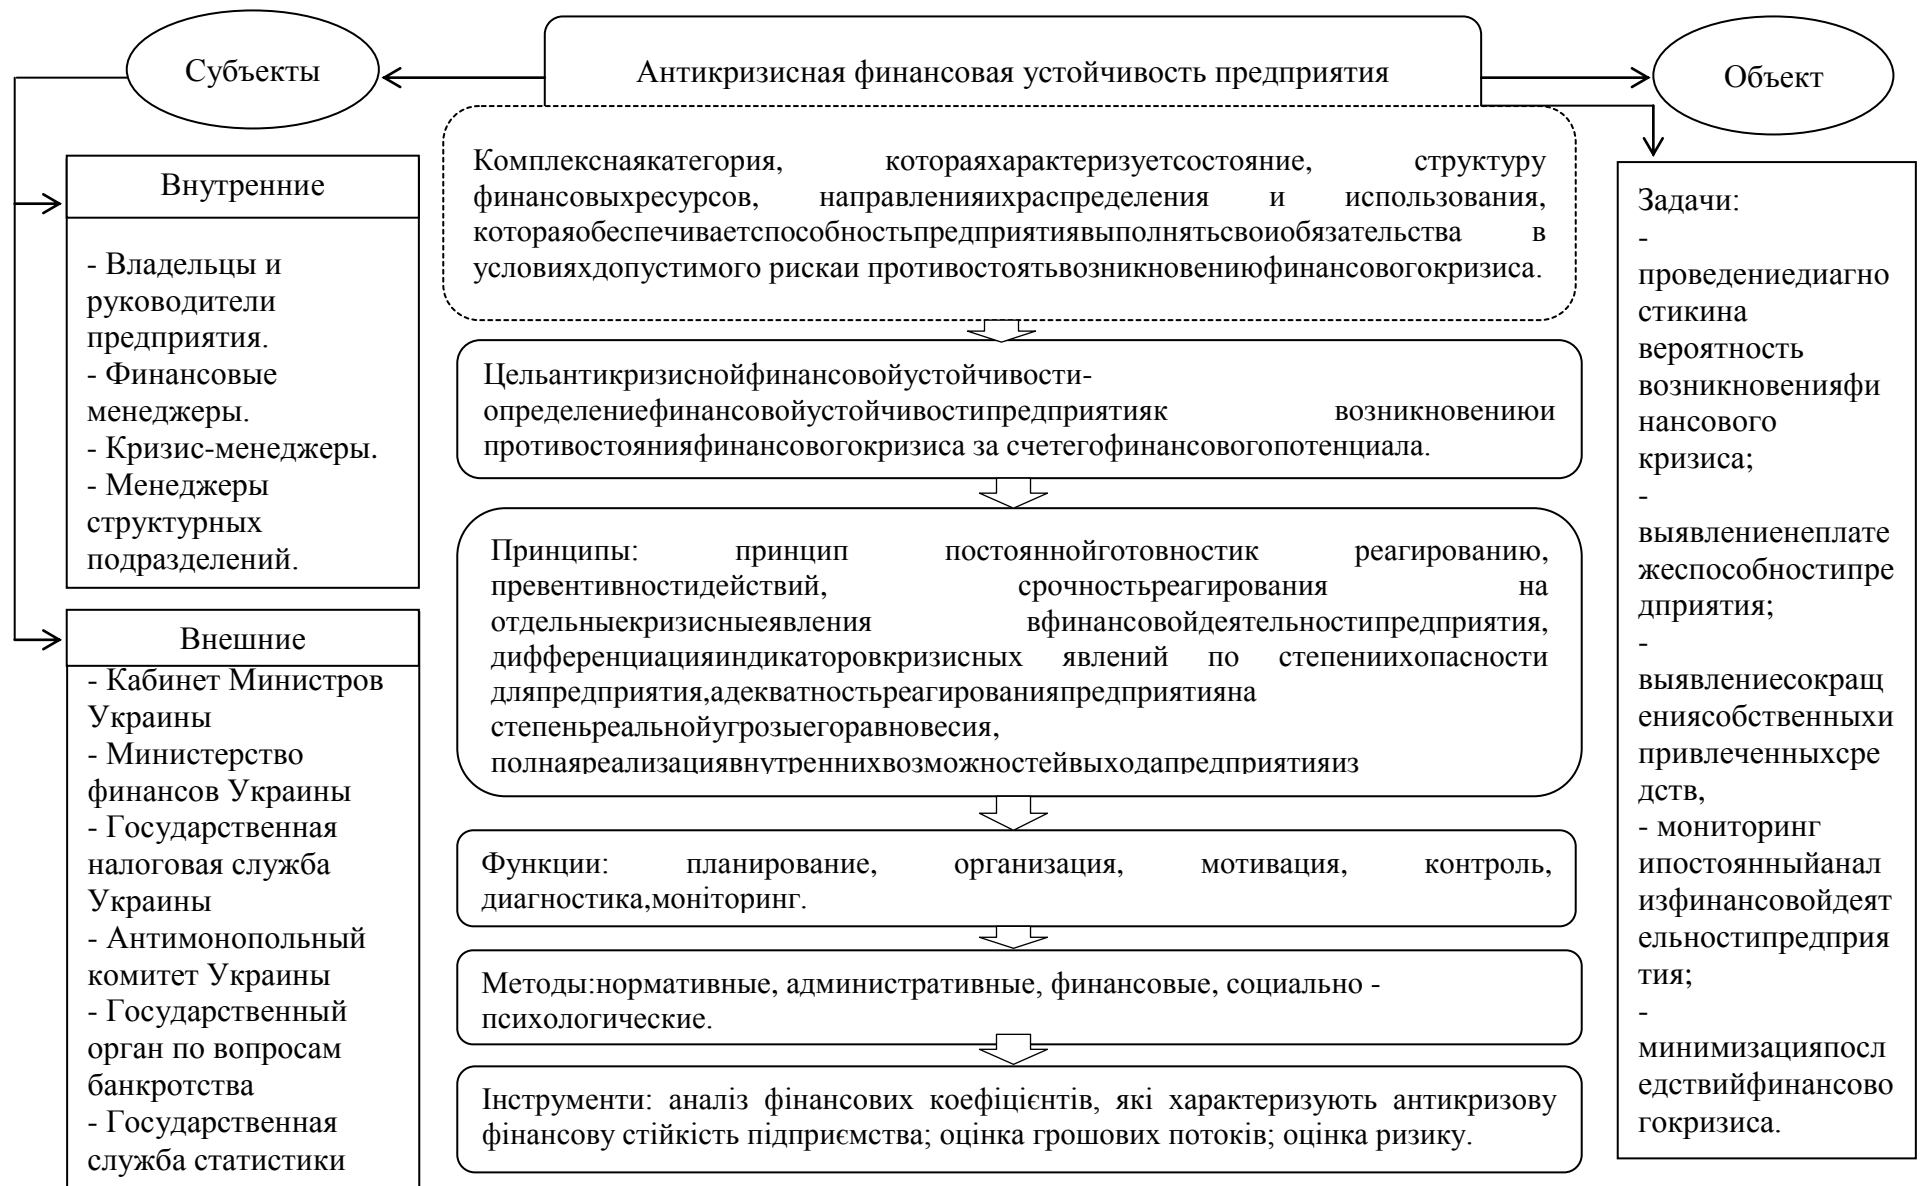 Субъекты
Антикризисная финансовая устойчивость предприятия
Объект
Внутренние
- Владельцы и
руководители
предприятия.
- Финансовые
менеджеры.
- Кризис-менеджеры.
- Менеджеры
структурных
подразделений.
Внешние
- Кабинет Министров
Украины
- Министерство
финансов Украины
- Государственная
налоговая служба
Украины
- Антимонопольный
комитет Украины
- Государственный
орган по вопросам
банкротства
- Государственная
служба статистики
Комплекснаякатегория, котораяхарактеризуетсостояние, структуру
финансовыхресурсов, направленияихраспределения и использования,
котораяобеспечиваетспособностьпредприятиявыполнятьсвоиобязательства в
условияхдопустимого рискаи противостоятьвозникновениюфинансовогокризиса.
Цельантикризиснойфинансовойустойчивости-
определениефинансовойустойчивостипредприятияк возникновениюи
противостоянияфинансовогокризиса за счетегофинансовогопотенциала.
Принципы: принцип постояннойготовностик реагированию,
превентивностидействий, срочностьреагирования на
отдельныекризисныеявления вфинансовойдеятельностипредприятия,
дифференциацияиндикаторовкризисных явлений по степениихопасности
дляпредприятия,адекватностьреагированияпредприятияна
степеньреальнойугрозыегоравновесия,
полнаяреализациявнутреннихвозможностейвыходапредприятияиз
Функции: планирование, организация, мотивация, контроль,
диагностика,моніторинг.
Методы:нормативные, административные, финансовые, социально -
психологические.
Інструменти: аналіз фінансових коефіцієнтів, які характеризують антикризову
фінансову стійкість підприємства; оцінка грошових потоків; оцінка ризику.
Задачи:
-
проведениедиагно
стикина
вероятность
возникновенияфи
нансового
кризиса;
-
выявлениенеплате
жеспособностипре
дприятия;
-
выявлениесокращ
ениясобственныхи
привлеченныхсре
дств,
- мониторинг
ипостоянныйанал
изфинансовойдеят
ельностипредприя
тия;
-
минимизацияпосл
едствийфинансово
гокризиса.